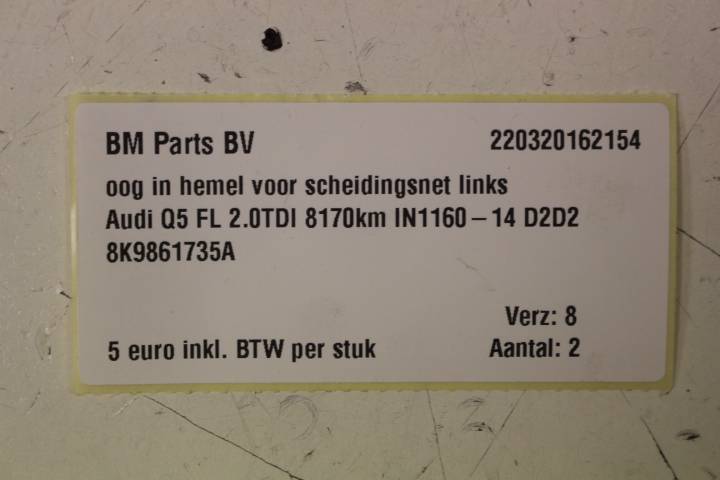 BM Parts BV 220320162154
oog in hemel voor scheidingsnet links
Audi Q5 FL 2.0TDI 8170km IN1160-14 D2D2
8K9861735A
Verz: 8
5 euro inkl. BTW per stuk Aantal: 2